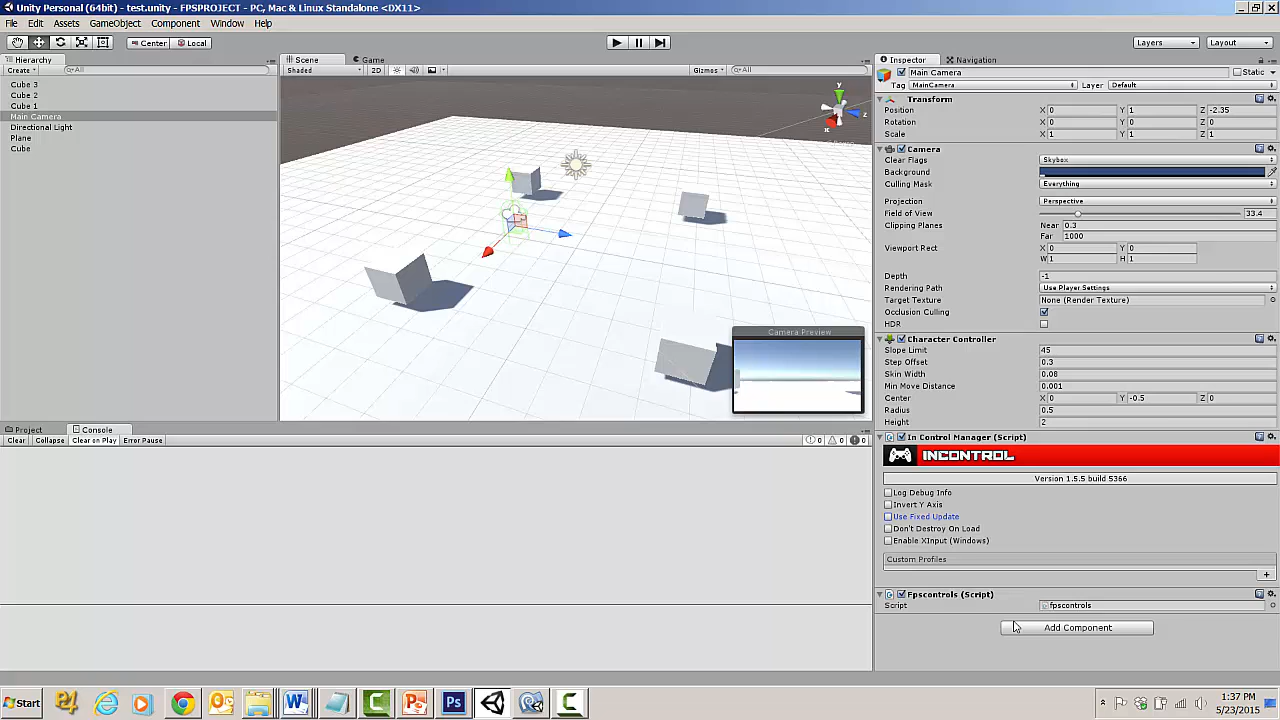 Unity Personal (64bit) - test.unity - FPSPROJECT - PC, Mac & Linux Standalone <DX11>
File Edit Assets GameObject Component Window Help
Center Local Layers Layout
Hierarchy
Create All
Cube 3
Cube 2
Cube 1
Main Camera
Directional Light
Plane
Cube
Scene Game
Shaded 2D Gizmos All
y
z
x
Camera Preview
Project Console
Clear Collapse Clear on Play Error Pause 0 0 0
Inspector Navigation
Main Camera Static
Tag MainCamera Layer Default
Transform
Position X 0 Y 1 Z -2.35
Rotation X 0 Y 0 Z 0
Scale X 1 Y 1 Z 1
Camera
Clear Flags Skybox
Background
Culling Mask Everything
Projection Perspective
Field of View 33.4
Clipping Planes Near 0.3
Far 1000
Viewport Rect X 0 Y 0
W 1 H 1
Depth -1
Rendering Path Use Player Settings
Target Texture None (Render Texture)
Occlusion Culling
HDR
Character Controller
Slope Limit 45
Step Offset 0.3
Skin Width 0.08
Min Move Distance 0.001
Center X 0 Y -0.5 Z 0
Radius 0.5
Height 2
In Control Manager (Script)
INCONTROL
Version 1.5.5 build 5366
Log Debug Info
Invert Y Axis
Use Fixed Update
Don't Destroy On Load
Enable XInput (Windows)
Custom Profiles
+
Fpscontrols (Script)
Script fpscontrols
Add Component
Start
1:37 PM
5/23/2015